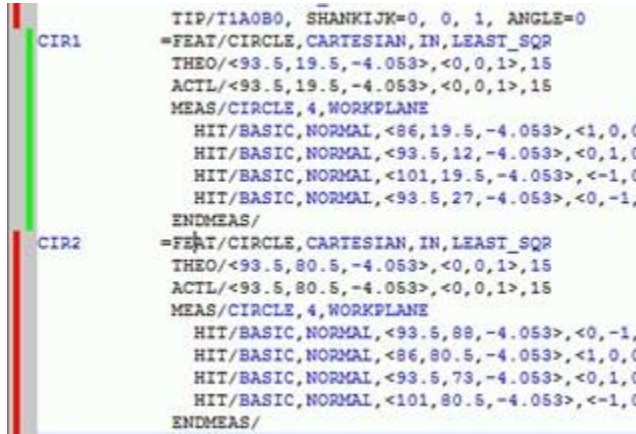 TIP/T1A0B0, SHANKIJK=0, 0, 1, ANGLE=0
CIR1 =FEAT/CIRCLE,CARTESIAN,IN,LEAST_SQR
THEO/<93.5,19.5,-4.053>,<0,0,1>,15
ACTL/<93.5,19.5,-4.053>,<0,0,1>,15
MEAS/CIRCLE,4,WORKPLANE
HIT/BASIC,NORMAL,<86,19.5,-4.053>,<1,0,0
HIT/BASIC,NORMAL,<93.5,12,-4.053>,<0,1,0
HIT/BASIC,NORMAL,<101,19.5,-4.053>,<-1,0
HIT/BASIC,NORMAL,<93.5,27,-4.053>,<0,-1,
ENDMEAS/
CIR2 =FEAT/CIRCLE,CARTESIAN,IN,LEAST_SQR
THEO/<93.5,80.5,-4.053>,<0,0,1>,15
ACTL/<93.5,80.5,-4.053>,<0,0,1>,15
MEAS/CIRCLE,4,WORKPLANE
HIT/BASIC,NORMAL,<93.5,88,-4.053>,<0,-1,
HIT/BASIC,NORMAL,<86,80.5,-4.053>,<1,0,0
HIT/BASIC,NORMAL,<93.5,73,-4.053>,<0,1,0
HIT/BASIC,NORMAL,<101,80.5,-4.053>,<-1,0
ENDMEAS/